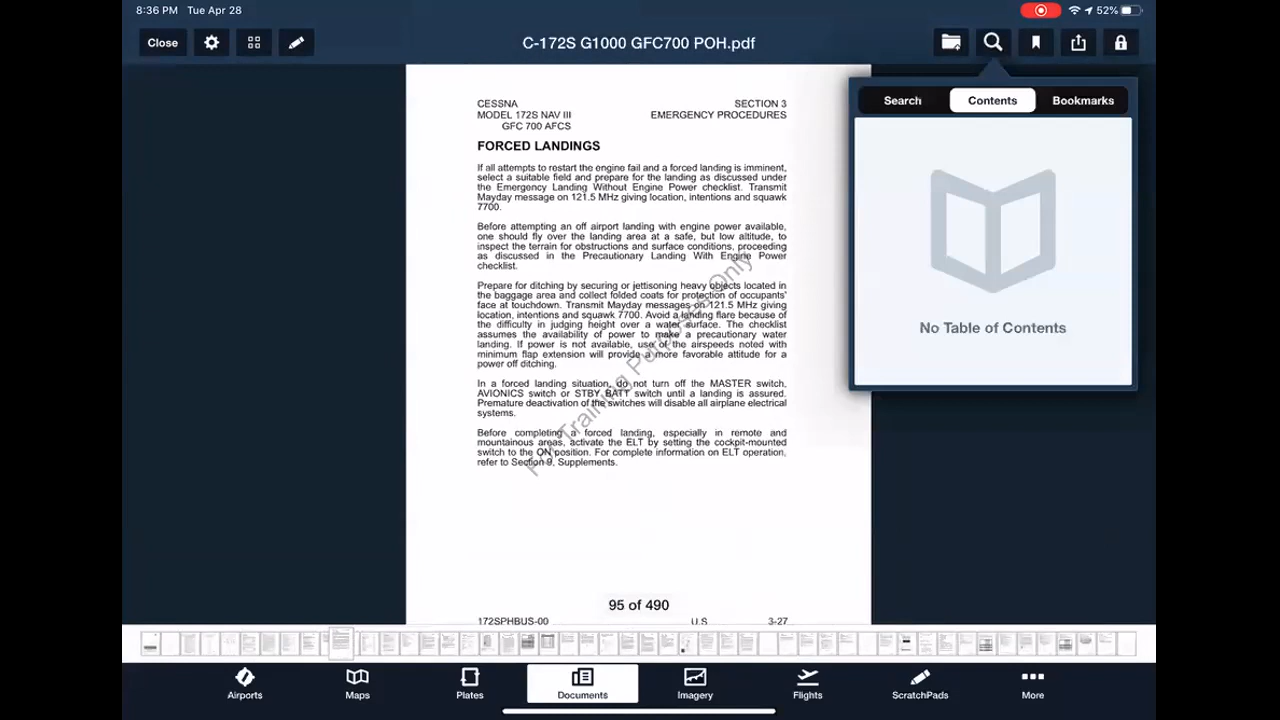 8:36 PM Tue Apr 28
52%
Close
C-172S G1000 GFC700 POH.pdf
Search
Contents
Bookmarks
No Table of Contents
CESSNA
MODEL 172S NAV III
GFC 700 AFCS
SECTION 3
EMERGENCY PROCEDURES
FORCED LANDINGS
If all attempts to restart the engine fail and a forced landing is imminent,
select a suitable field and prepare for the landing as discussed under
the Emergency Landing Without Engine Power checklist. Transmit
Mayday message on 121.5 MHz giving location, intentions and squawk
7700.
Before attempting an off airport landing with engine power available,
one should fly over the landing area at a safe, but low altitude, to
inspect the terrain for obstructions and surface conditions, proceeding
as discussed in the Precautionary Landing With Engine Power
checklist.
Prepare for ditching by securing or jettisoning heavy objects located in
the baggage area and collect folded coats for protection of occupants'
face at touchdown. Transmit Mayday messages on 121.5 MHz giving
location, intentions and squawk 7700. Avoid a landing flare because of
the difficulty in judging height over a water surface. The checklist
assumes the availability of power to make a precautionary water
landing. If power is not available, use of the airspeeds noted with
minimum flap extension will provide a more favorable attitude for a
power off ditching.
In a forced landing situation, do not turn off the MASTER switch,
AVIONICS switch or STBY BATT switch until a landing is assured.
Premature deactivation of the switches will disable all airplane electrical
systems.
Before completing a forced landing, especially in remote and
mountainous areas, activate the ELT by setting the cockpit-mounted
switch to the ON position. For complete information on ELT operation,
refer to Section 9, Supplements.
For Training Purposes Only
95 of 490
172SPHBUS-00
U.S
3-27
Airports
Maps
Plates
Documents
Imagery
Flights
ScratchPads
More